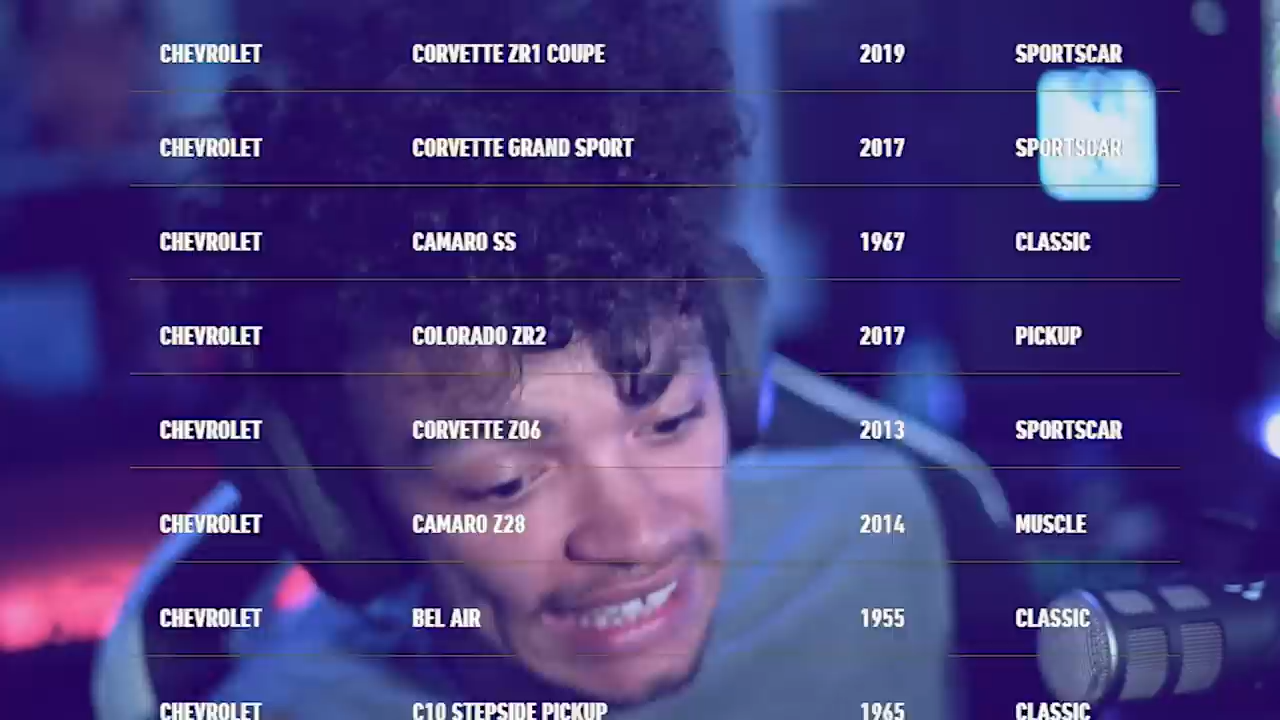 CHEVROLET CORVETTE ZR1 COUPE 2019 SPORTSCAR
CHEVROLET CORVETTE GRAND SPORT 2017 SPORTSCAR
CHEVROLET CAMARO SS 1967 CLASSIC
CHEVROLET COLORADO ZR2 2017 PICKUP
CHEVROLET CORVETTE Z06 2013 SPORTSCAR
CHEVROLET CAMARO Z28 2014 MUSCLE
CHEVROLET BEL AIR 1955 CLASSIC
CHEVROLET C10 STEPSIDE PICKUP 1965 CLASSIC